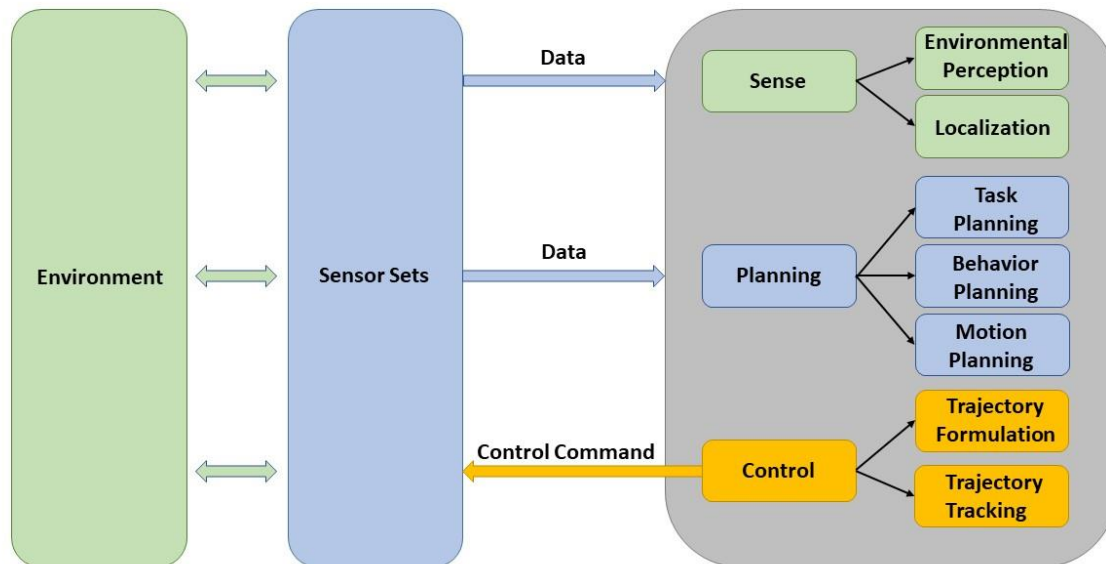 Environment
Sensor Sets
Data
Data
Control Command
Sense
Environmental
Perception
Localization
Planning
Task
Planning
Behavior
Planning
Motion
Planning
Control
Trajectory
Formulation
Trajectory
Tracking